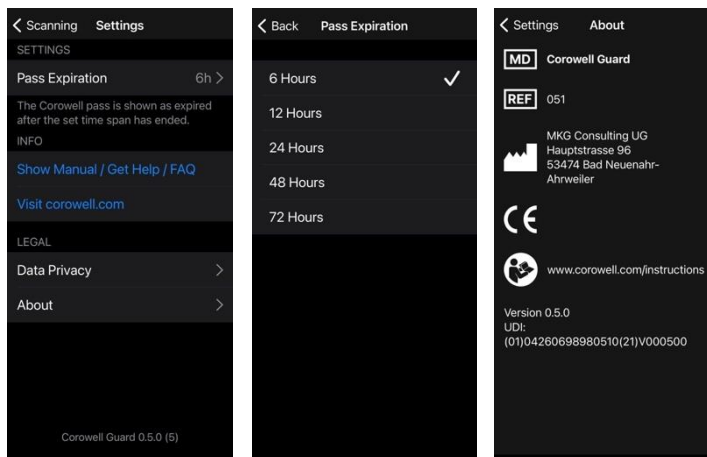 Scanning Settings
SETTINGS
Pass Expiration 6h
The Corowell pass is shown as expired
after the set time span has ended.
INFO
Show Manual / Get Help / FAQ
Visit corowell.com
LEGAL
Data Privacy
About
Corowell Guard 0.5.0 (5)
Back Pass Expiration
6 Hours
12 Hours
24 Hours
48 Hours
72 Hours
Settings About
MD Corowell Guard
REF 051
MKG Consulting UG
Hauptstrasse 96
53474 Bad Neuenahr-
Ahrweiler
CE
www.corowell.com/instructions
Version 0.5.0
UDI:
(01)04260698980510(21)V000500